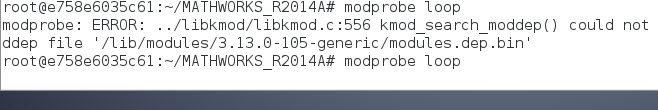 root@e758e6035c61:~/MATHWORKS_R2014A# modprobe loop
modprobe: ERROR: ../libkmod/libkmod.c:556 kmod_search_moddep() could not
ddep file '/lib/modules/3.13.0-105-generic/modules.dep.bin'
root@e758e6035c61:~/MATHWORKS_R2014A# modprobe loop